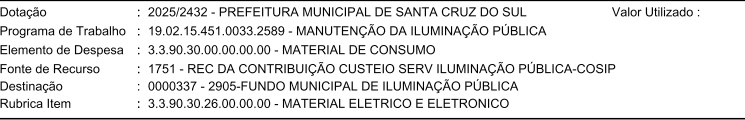 Dotação : 2025/2432 - PREFEITURA MUNICIPAL DE SANTA CRUZ DO SUL Valor Utilizado :
Programa de Trabalho : 19.02.15.451.0033.2589 - MANUTENÇÃO DA ILUMINAÇÃO PÚBLICA
Elemento de Despesa : 3.3.90.30.00.00.00.00 - MATERIAL DE CONSUMO
Fonte de Recurso : 1751 - REC DA CONTRIBUIÇÃO CUSTEIO SERV ILUMINAÇÃO PÚBLICA-COSIP
Destinação : 0000337 - 2905-FUNDO MUNICIPAL DE ILUMINAÇÃO PÚBLICA
Rubrica Item : 3.3.90.30.26.00.00.00 - MATERIAL ELETRICO E ELETRONICO